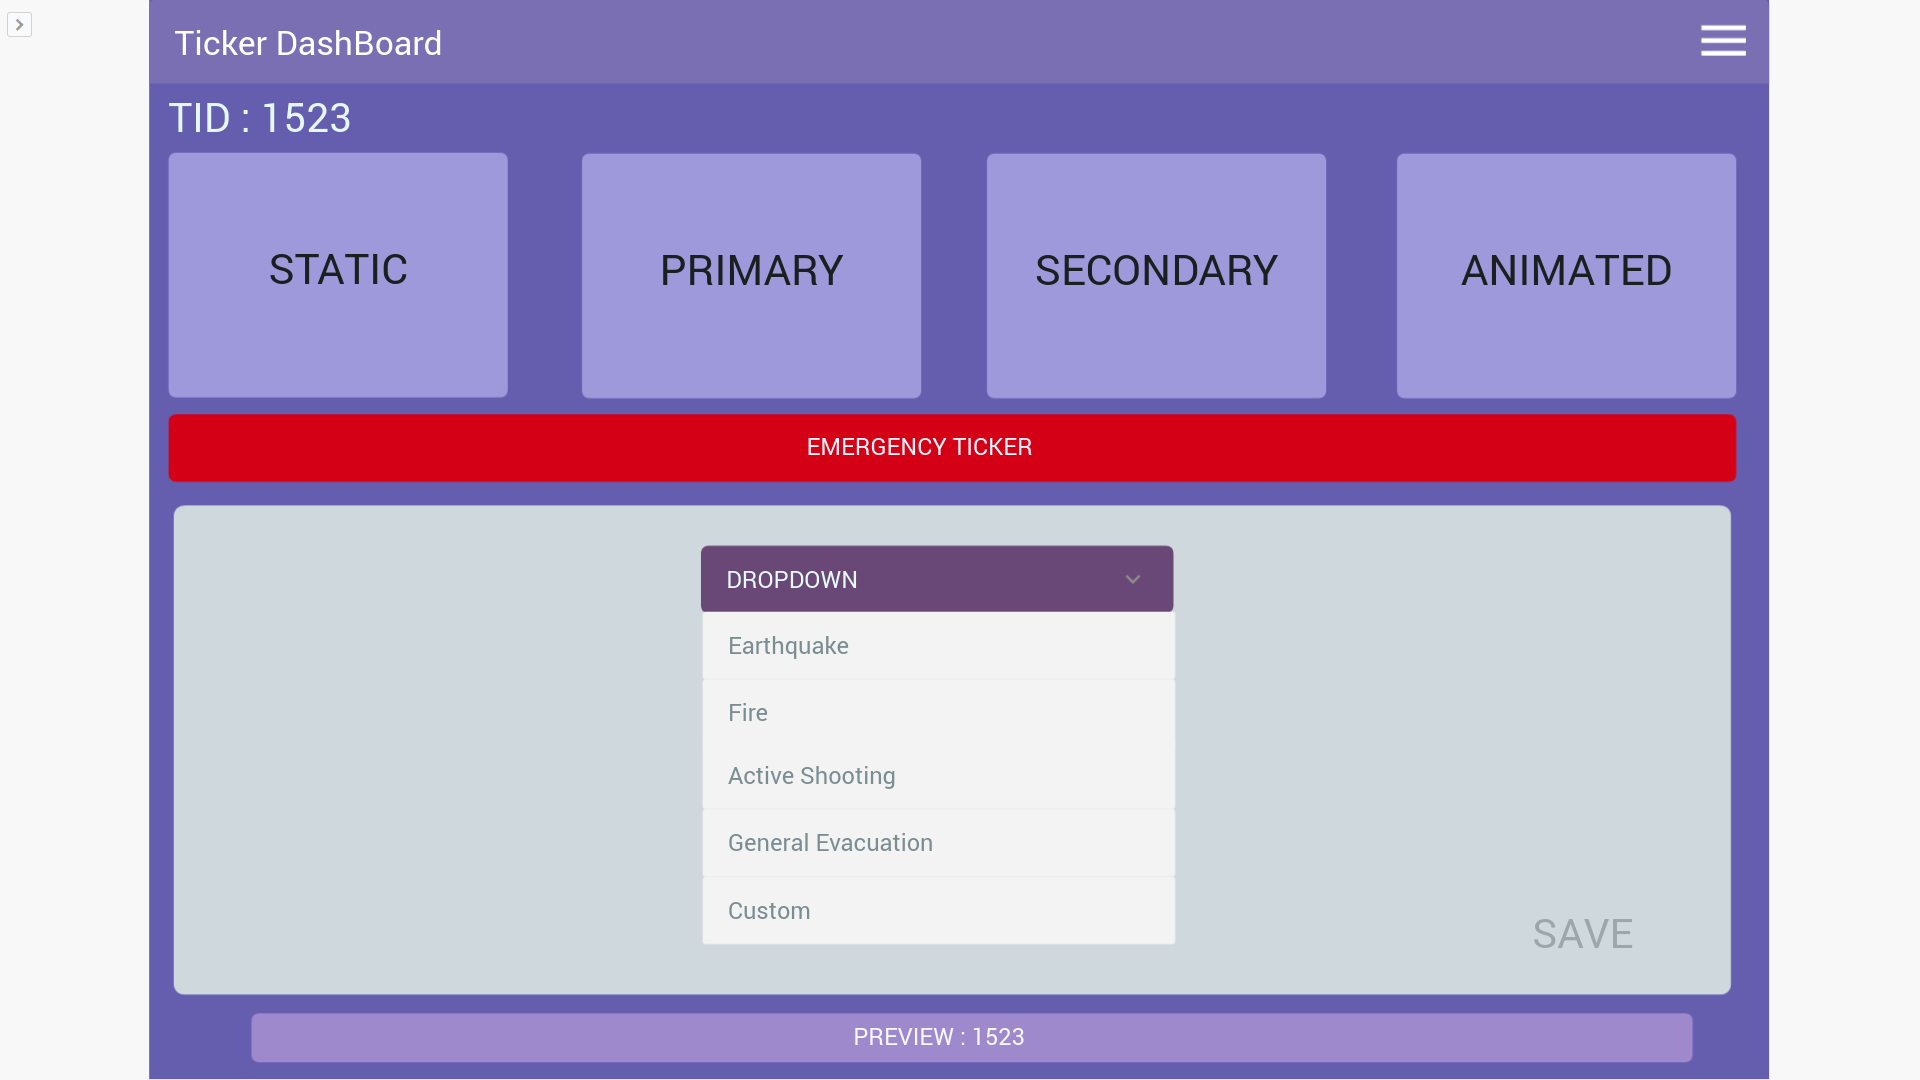 Ticker DashBoard
TID : 1523
STATIC
PRIMARY
SECONDARY
ANIMATED
EMERGENCY TICKER
DROPDOWN
Earthquake
Fire
Active Shooting
General Evacuation
Custom
SAVE
PREVIEW : 1523